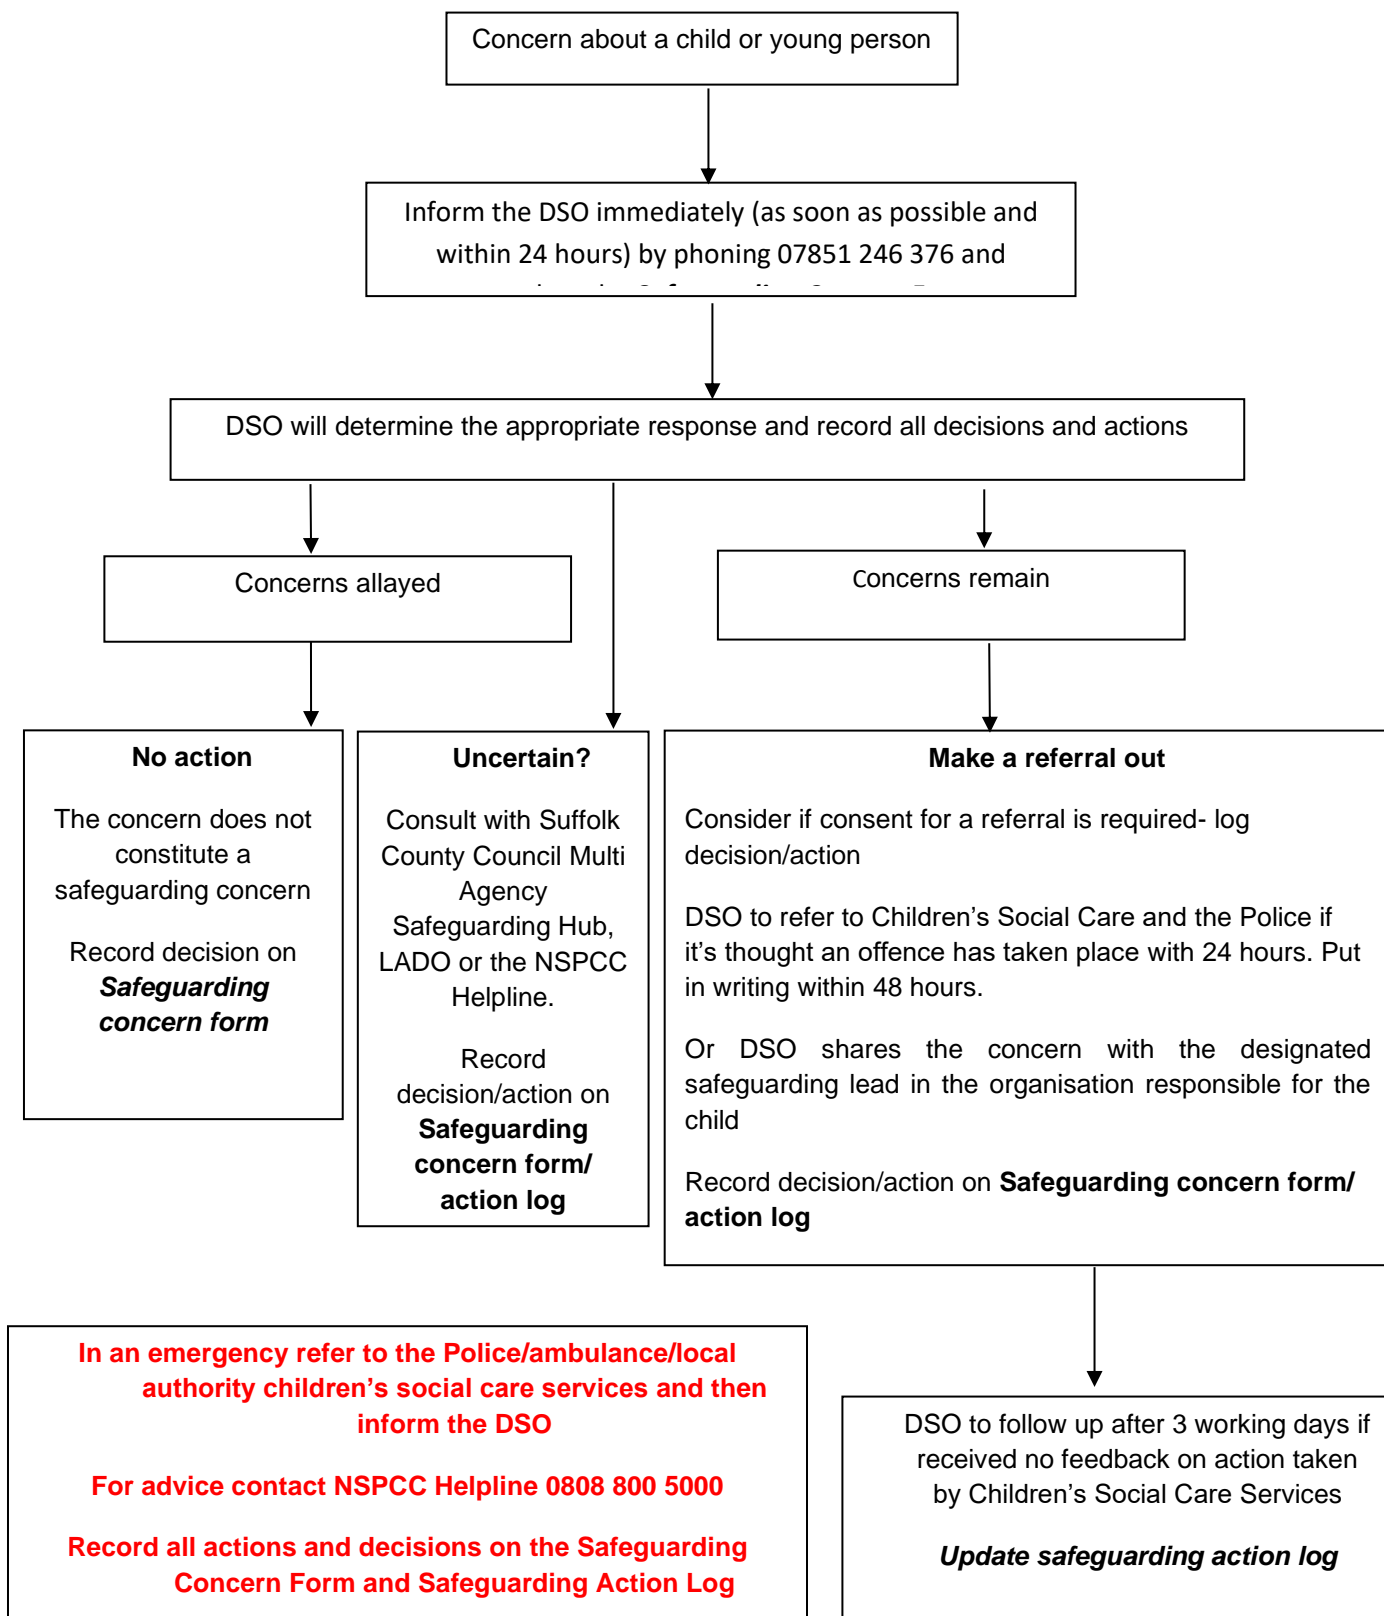 Concern about a child or young person
Inform the DSO immediately (as soon as possible and
within 24 hours) by phoning 07851 246 376 and
DSO will determine the appropriate response and record all decisions and actions
Concerns allayed
Concerns remain
No action
The concern does not
constitute a
safeguarding concern
Record decision on
Safeguarding
concern form
Uncertain?
Consult with Suffolk
County Council Multi
Agency
Safeguarding Hub,
LADO or the NSPCC
Helpline.
Record
decision/action on
Safeguarding
concern form/
action log
Make a referral out
Consider if consent for a referral is required- log
decision/action
DSO to refer to Children’s Social Care and the Police if
it’s thought an offence has taken place with 24 hours. Put
in writing within 48 hours.
Or DSO shares the concern with the designated
safeguarding lead in the organisation responsible for the
child
Record decision/action on Safeguarding concern form/
action log
In an emergency refer to the Police/ambulance/local
authority children’s social care services and then
inform the DSO
For advice contact NSPCC Helpline 0808 800 5000
Record all actions and decisions on the Safeguarding
Concern Form and Safeguarding Action Log
DSO to follow up after 3 working days if
received no feedback on action taken
by Children’s Social Care Services
Update safeguarding action log